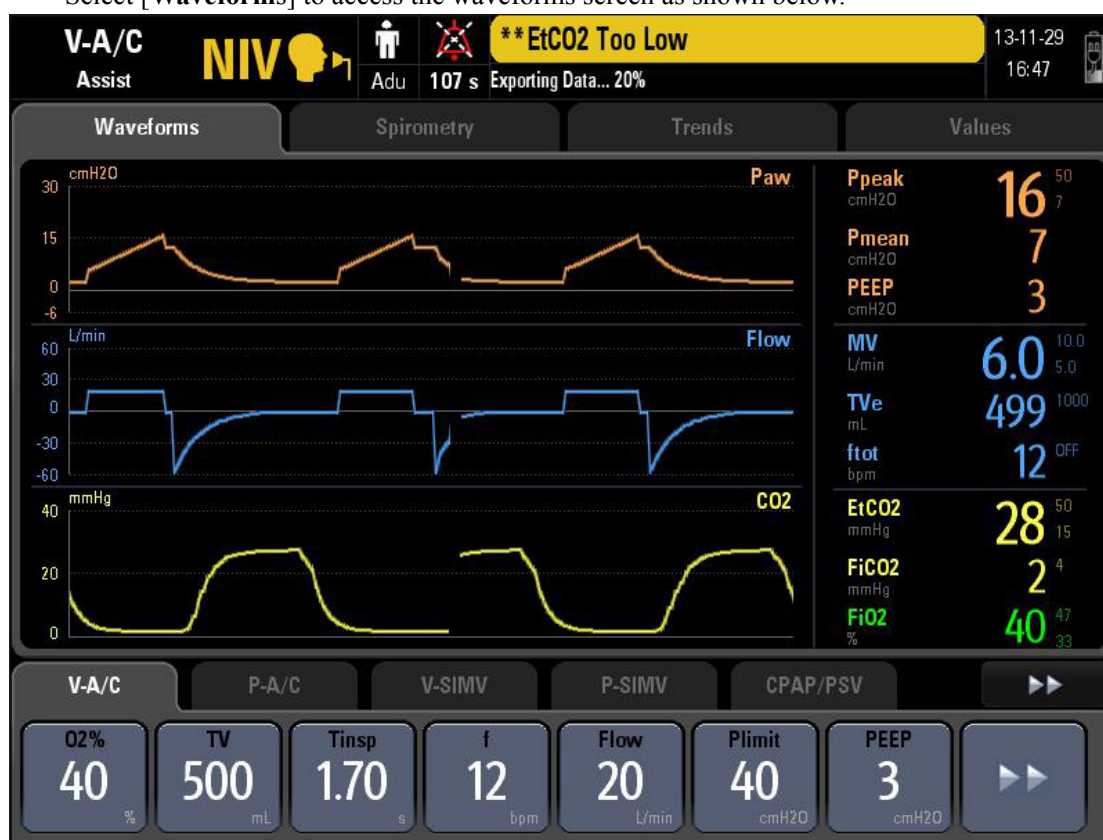 Select [Waveforms] to access the waveforms screen as shown below.
V-A/C
Assist
NIV
Adu
107 s
**EtCO2 Too Low
Exporting Data... 20%
13-11-29
16:47
Waveforms Spirometry Trends Values
cmH2O
Paw
30
15
0
-6
L/min
Flow
60
30
0
-30
-60
mmHg
CO2
40
20
0
Ppeak
cmH2O
16
50
7
Pmean
cmH2O
7
PEEP
cmH2O
3
MV
L/min
6.0
10.0
5.0
TVe
mL
499
1000
ftot
bpm
12
OFF
EtCO2
mmHg
28
50
15
FiCO2
mmHg
2
4
FiO2
%
40
47
33
V-A/C P-A/C V-SIMV P-SIMV CPAP/PSV
O2%
40
%
TV
500
mL
Tinsp
1.70
s
f
12
bpm
Flow
20
L/min
Plimit
40
cmH2O
PEEP
3
cmH2O